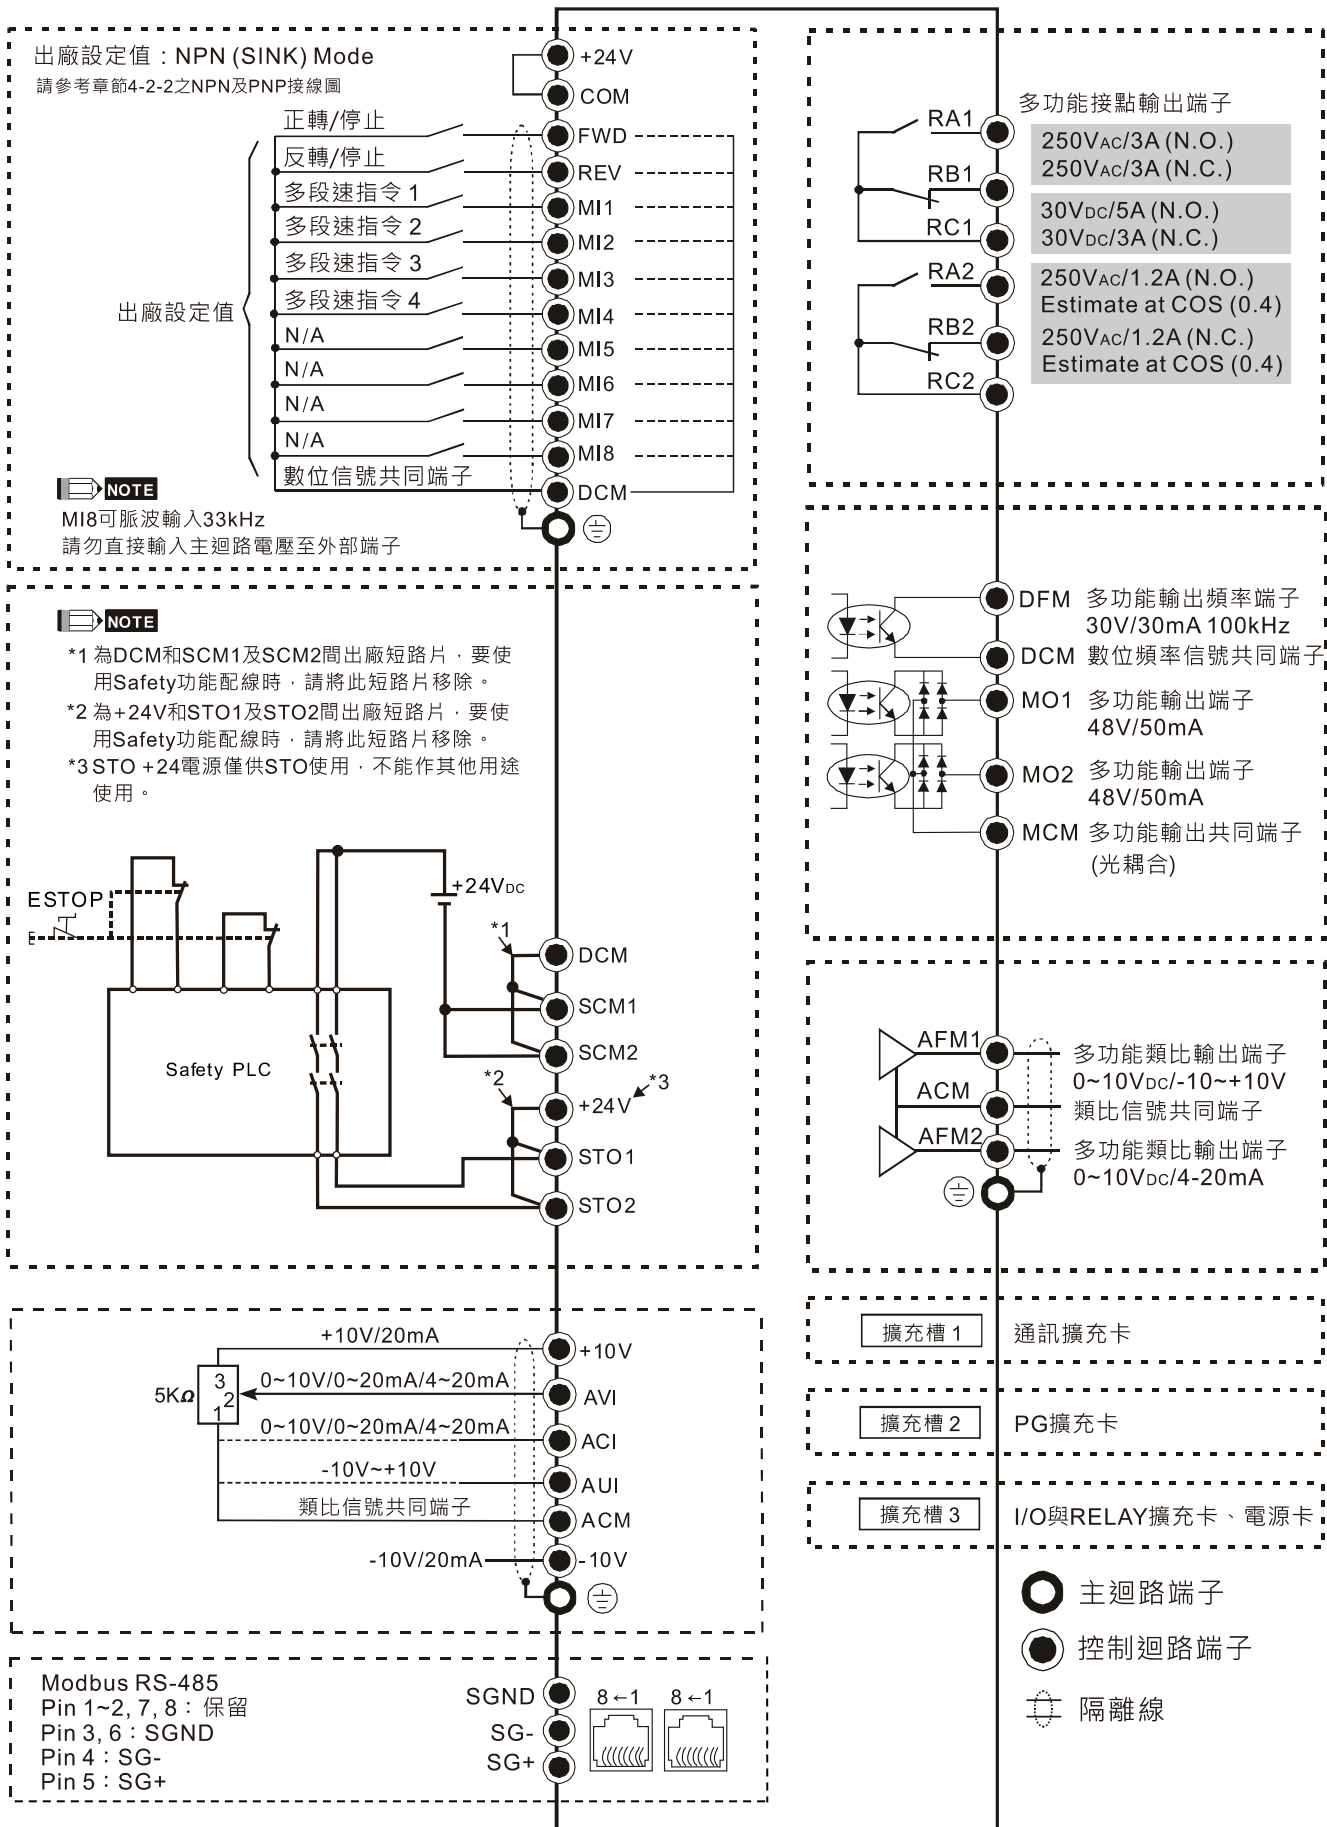 出廠設定值：NPN (SINK) Mode
請參考章節4-2-2之NPN及PNP接線圖
+24V
COM
正轉/停止
FWD
反轉/停止
REV
多段速指令 1
MI1
多段速指令 2
MI2
多段速指令 3
MI3
多段速指令 4
MI4
出廠設定值
N/A
MI5
N/A
MI6
N/A
MI7
N/A
MI8
數位信號共同端子
DCM
NOTE
MI8可脈波輸入33kHz
請勿直接輸入主迴路電壓至外部端子
NOTE
*1 為DCM和SCM1及SCM2間出廠短路片，要使
用Safety功能配線時，請將此短路片移除。
*2 為+24V和STO1及STO2間出廠短路片，要使
用Safety功能配線時，請將此短路片移除。
*3 STO +24電源僅供STO使用，不能作其他用途
使用。
ESTOP
+24VDC
*1
DCM
SCM1
SCM2
Safety PLC
*2
*3
+24V
STO1
STO2
+10V/20mA
+10V
5KΩ
3
2
1
0~10V/0~20mA/4~20mA
AVI
0~10V/0~20mA/4~20mA
ACI
-10V~+10V
AUI
類比信號共同端子
ACM
-10V/20mA
-10V
Modbus RS-485
Pin 1~2, 7, 8：保留
Pin 3, 6：SGND
Pin 4：SG-
Pin 5：SG+
SGND
SG-
SG+
8←1
8←1
RA1
RB1
RC1
RA2
RB2
RC2
多功能接點輸出端子
250VAC/3A (N.O.)
250VAC/3A (N.C.)
30VDC/5A (N.O.)
30VDC/3A (N.C.)
250VAC/1.2A (N.O.)
Estimate at COS (0.4)
250VAC/1.2A (N.C.)
Estimate at COS (0.4)
DFM 多功能輸出頻率端子
30V/30mA 100kHz
DCM 數位頻率信號共同端子
MO1 多功能輸出端子
48V/50mA
MO2 多功能輸出端子
48V/50mA
MCM 多功能輸出共同端子
(光耦合)
AFM1
多功能類比輸出端子
0~10VDC/-10~+10V
ACM
類比信號共同端子
AFM2
多功能類比輸出端子
0~10VDC/4-20mA
擴充槽 1 通訊擴充卡
擴充槽 2 PG擴充卡
擴充槽 3 I/O與RELAY擴充卡、電源卡
主迴路端子
控制迴路端子
隔離線